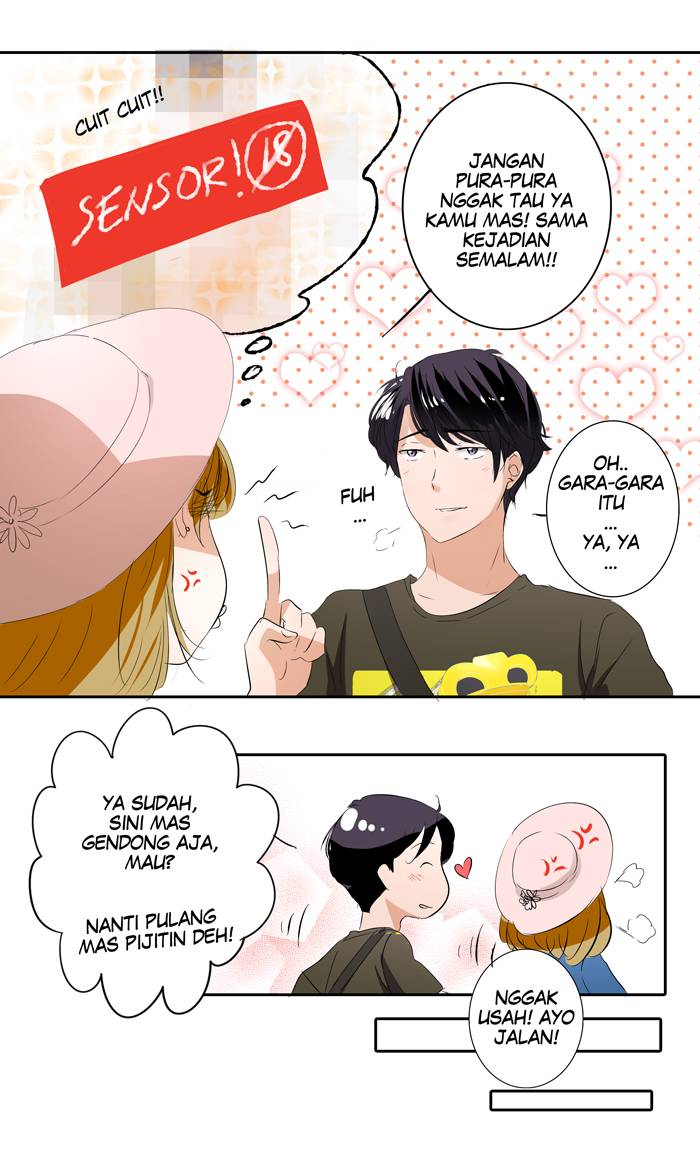 CUIT CUIT!!
SENSOR! 18
JANGAN
PURA-PURA
NGGAK TAU YA
KAMU MAS! SAMA
KEJADIAN
SEMALAM!!
FUH
...
OH..
GARA-GARA
ITU
...
YA, YA
...
YA SUDAH,
SINI MAS
GENDONG AJA,
MAU?
NANTI PULANG
MAS PIJITIN DEH!
NGGAK
USAH! AYO
JALAN!